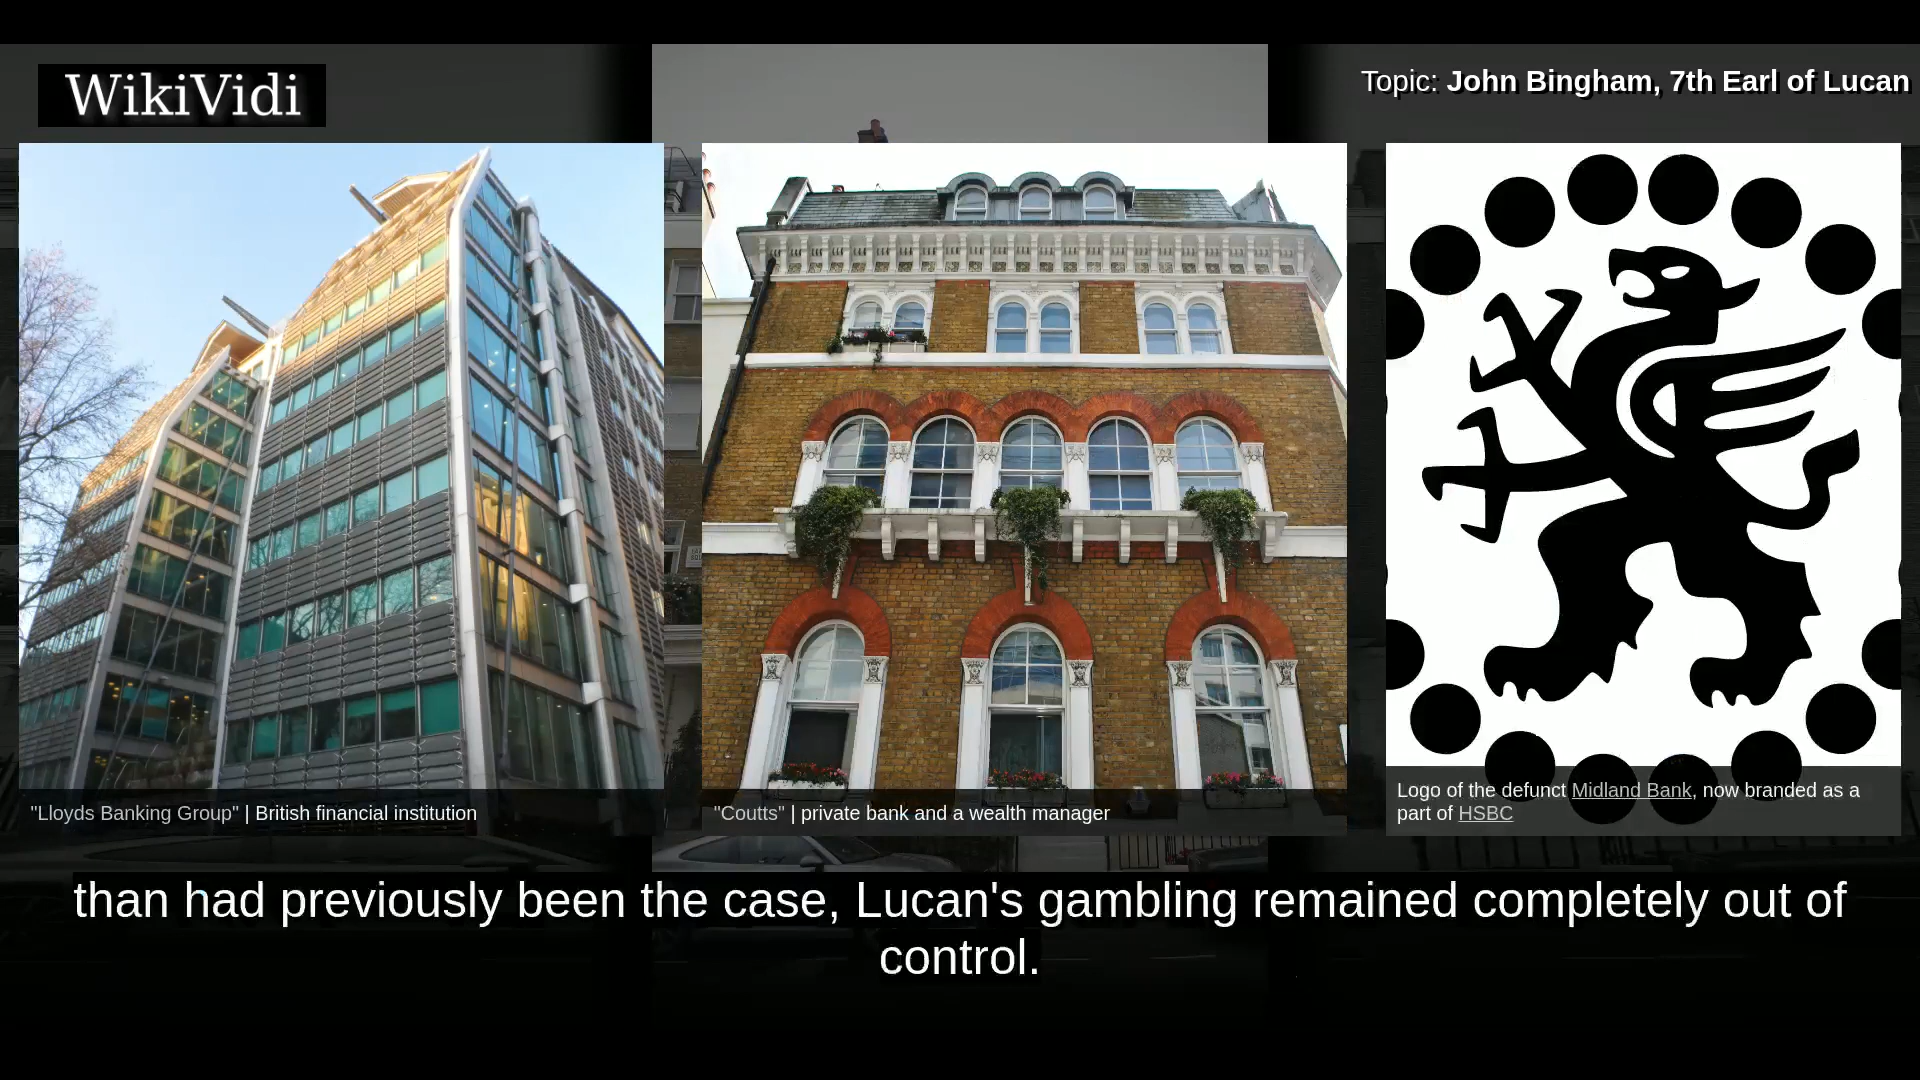 WikiVidi
Topic: John Bingham, 7th Earl of Lucan
"Lloyds Banking Group" | British financial institution
"Coutts" | private bank and a wealth manager
Logo of the defunct Midland Bank, now branded as a
part of HSBC
than had previously been the case, Lucan's gambling remained completely out of
control.